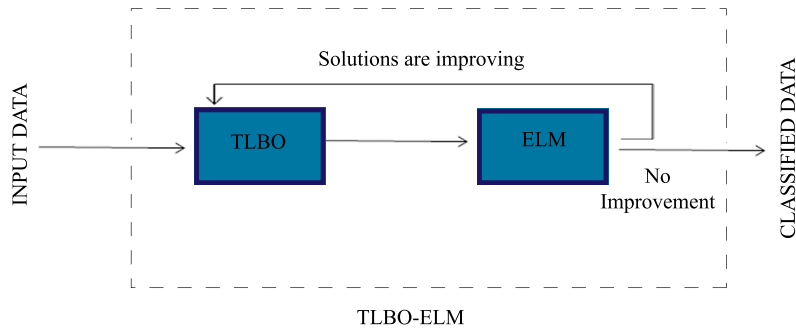 Solutions are improving
INPUT DATA
TLBO
ELM
No
Improvement
CLASSIFIED DATA
TLBO-ELM